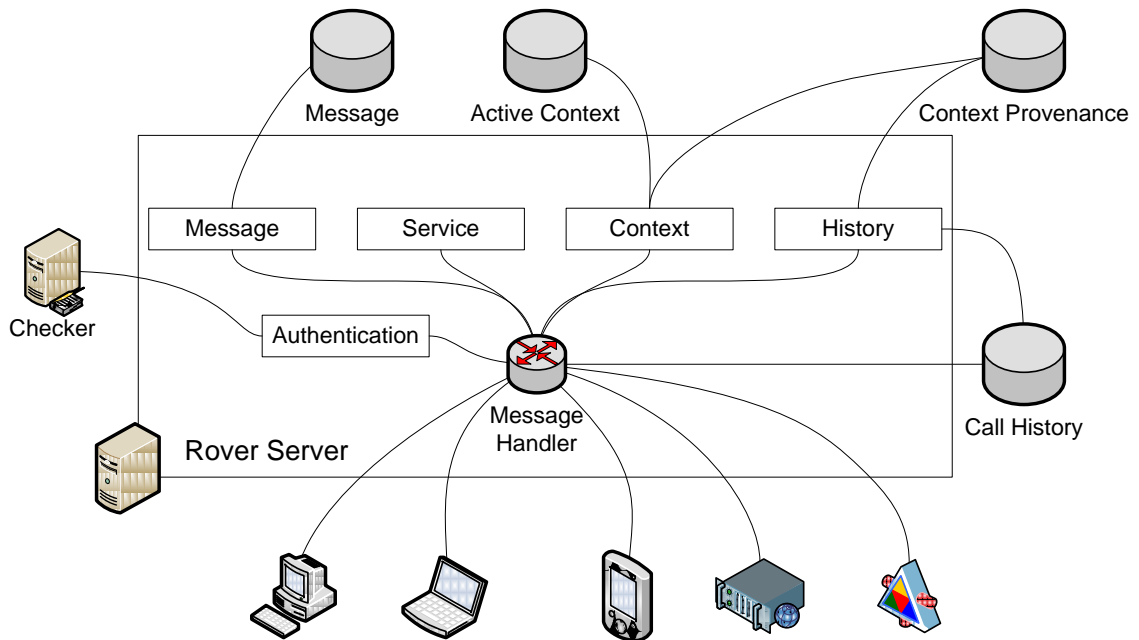 Message
Active Context
Context Provenance
Message
Service
Context
History
Checker
Authentication
Message
Handler
Call History
Rover Server